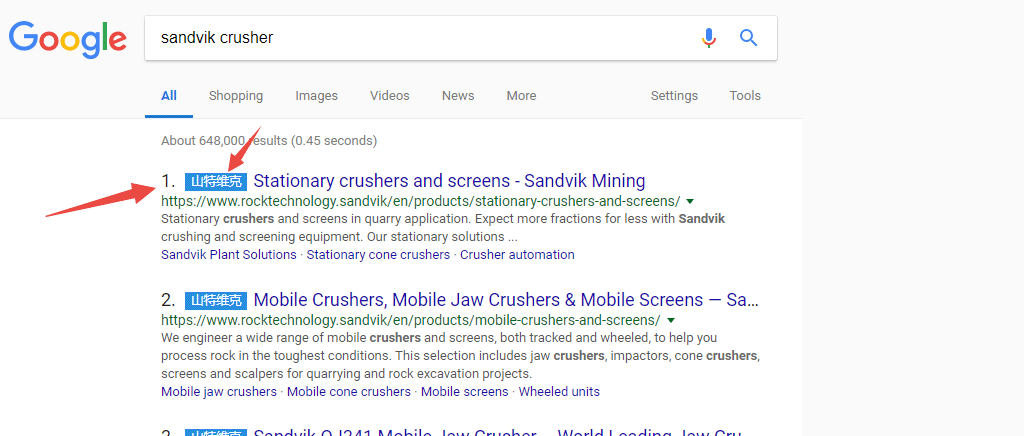 Google
sandvik crusher
All Shopping Images Videos News More Settings Tools
About 648,000 results (0.45 seconds)
1. 山特维克 Stationary crushers and screens - Sandvik Mining
https://www.rocktechnology.sandvik/en/products/stationary-crushers-and-screens/
Stationary crushers and screens in quarry application. Expect more fractions for less with Sandvik
crushing and screening equipment. Our stationary solutions ...
Sandvik Plant Solutions · Stationary cone crushers · Crusher automation
2. 山特维克 Mobile Crushers, Mobile Jaw Crushers & Mobile Screens — Sa...
https://www.rocktechnology.sandvik/en/products/mobile-crushers-and-screens/
We engineer a wide range of mobile crushers and screens, both tracked and wheeled, to help you
process rock in the toughest conditions. This selection includes jaw crushers, impactors, cone crushers,
screens and scalpers for quarrying and rock excavation projects.
Mobile jaw crushers · Mobile cone crushers · Mobile screens · Wheeled units
山特维克 Sandvik QJ341 Mobile Jaw Crusher
World Leading Jaw Cru